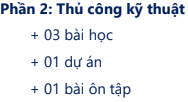 Phần 2: Thủ công kỹ thuật
+ 03 bài học
+ 01 dự án
+ 01 bài ôn tập